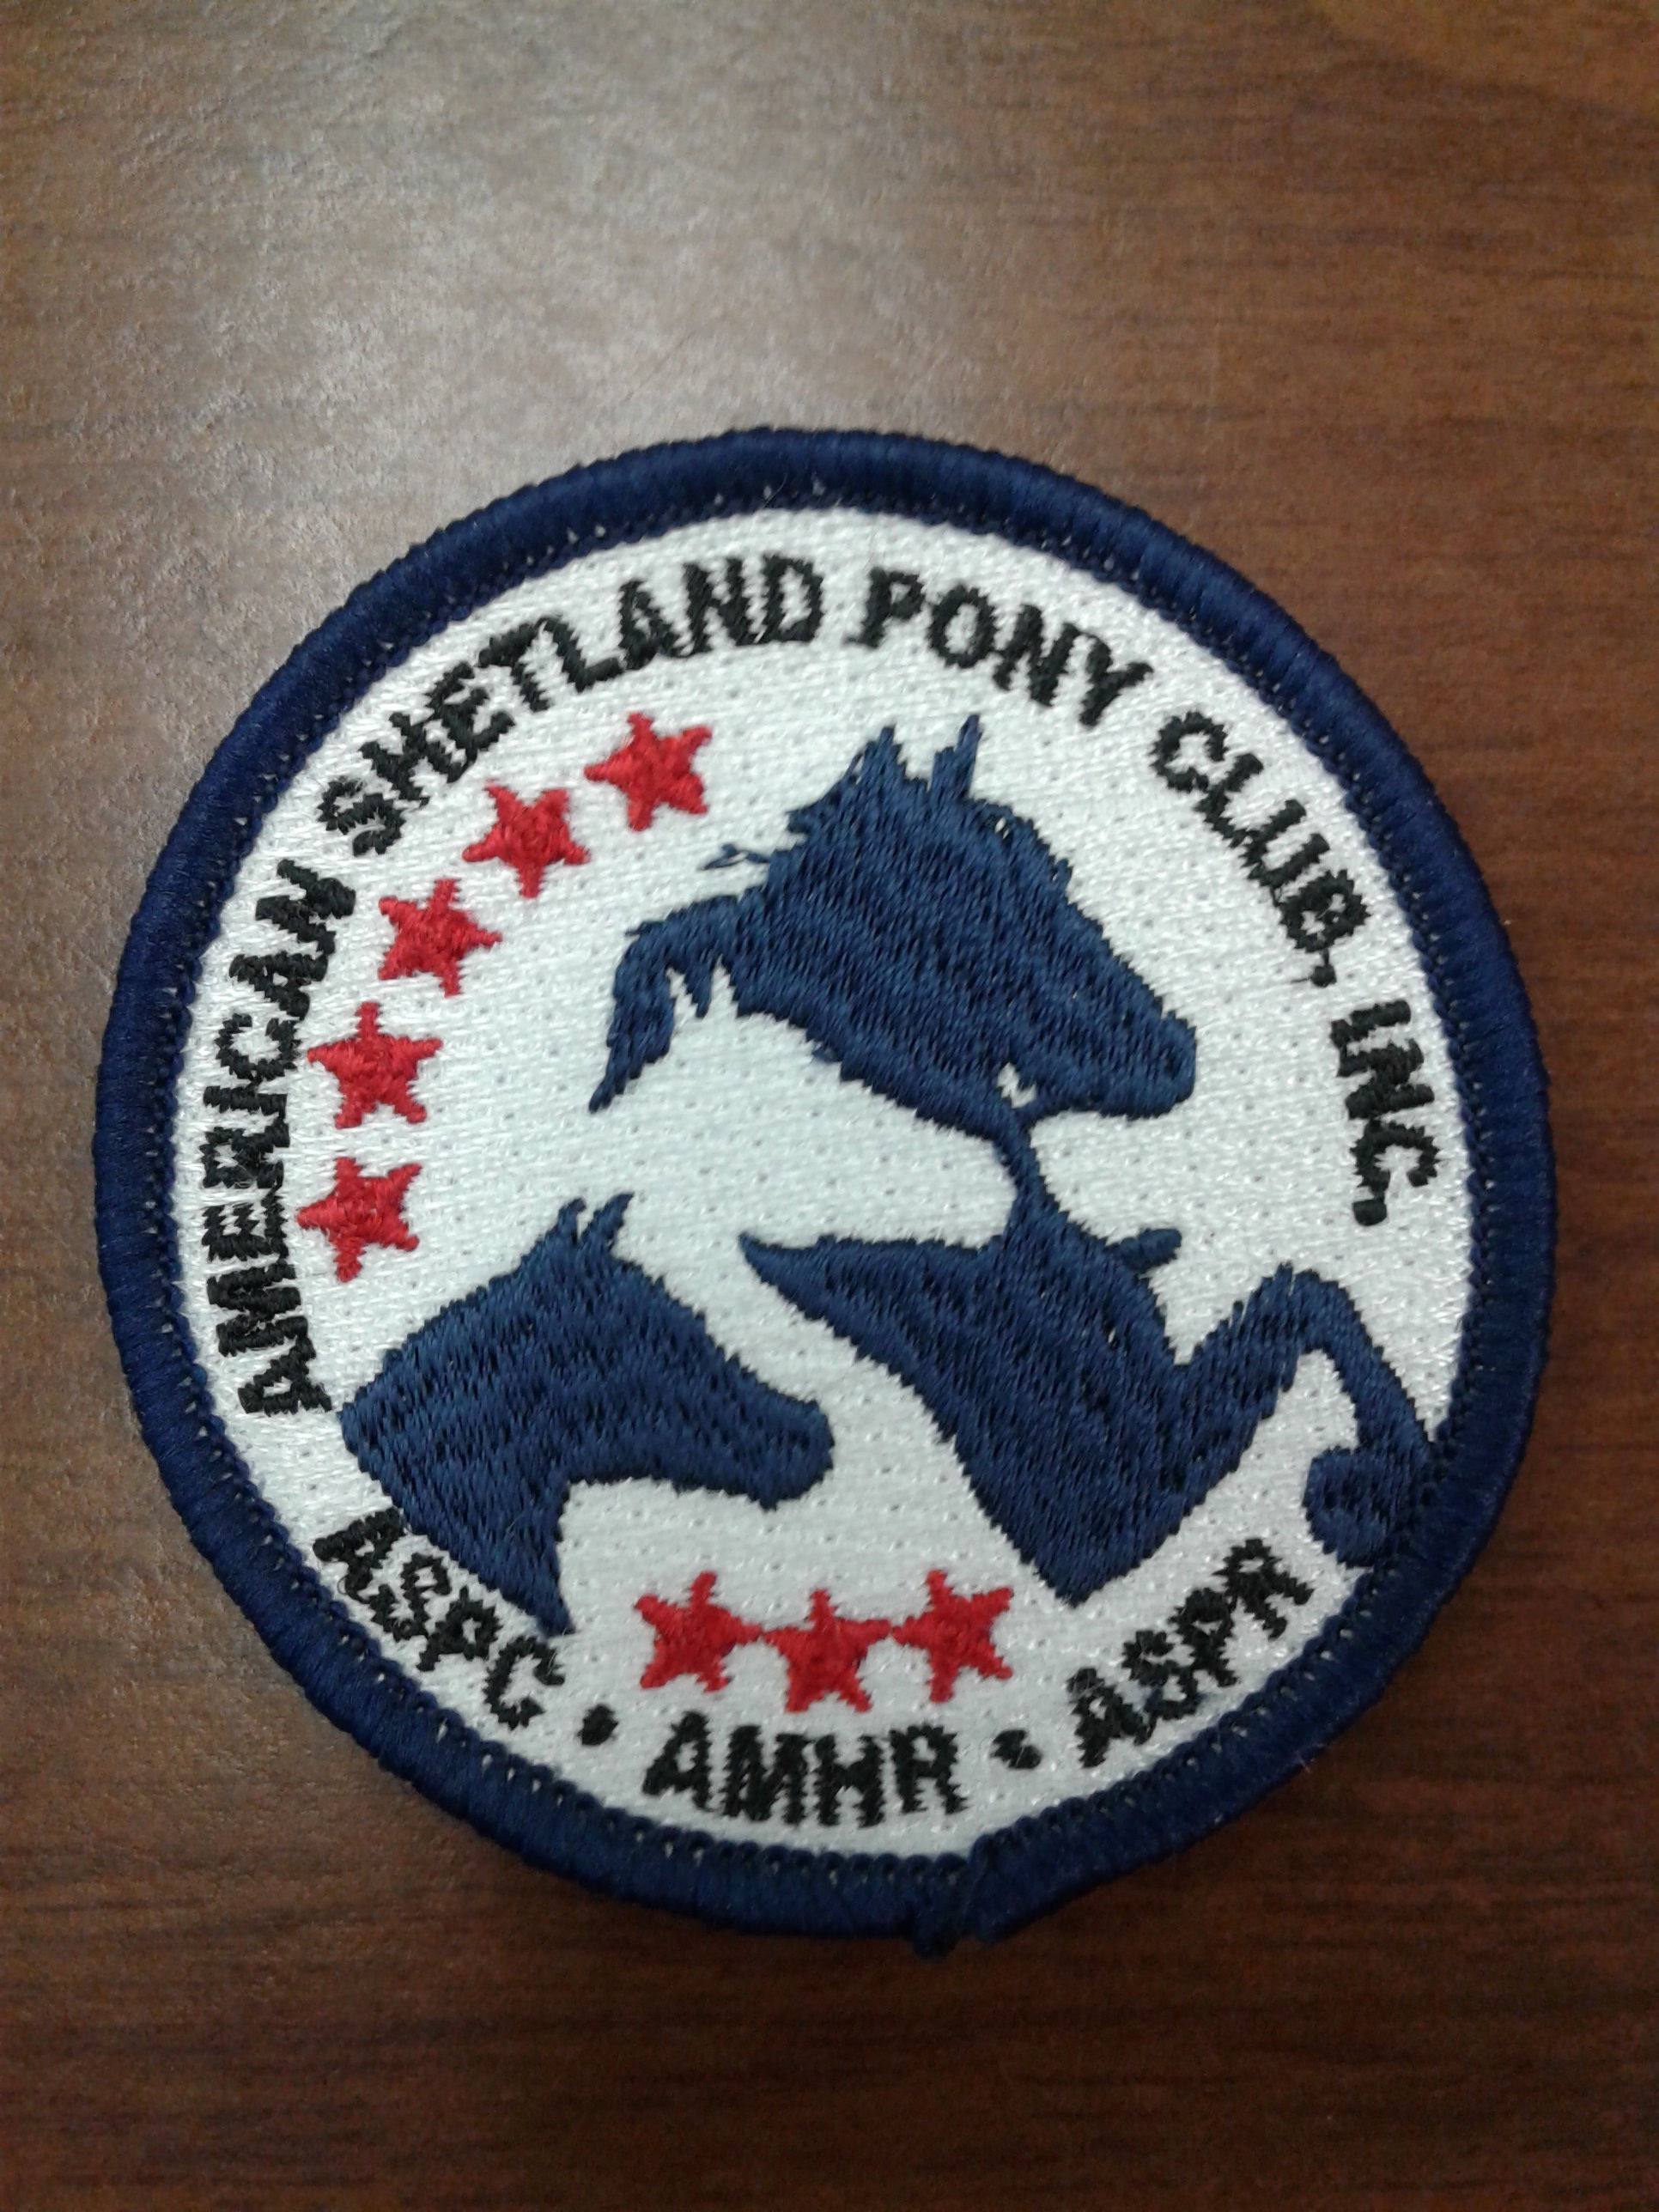 AMERICAN SHETLAND PONY CLUB, INC.
ASPC • AMHR • ASPR